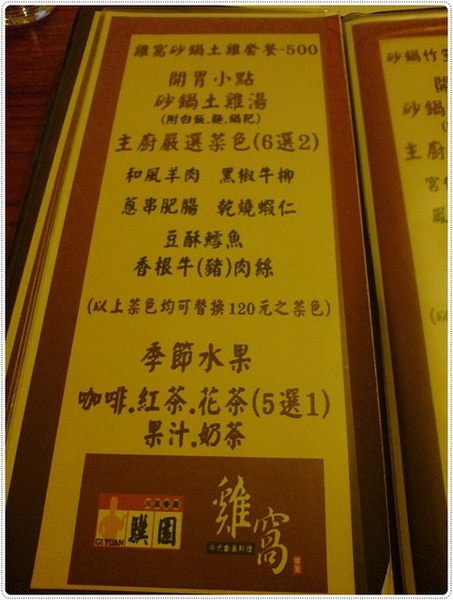 雞窩砂鍋土雞套餐-500
開胃小點
砂鍋土雞湯
(附白飯.麵.鍋粑)
主廚嚴選菜色(6選2)
和風羊肉 黑椒牛柳
蔥串肥腸 乾燒蝦仁
豆酥鱈魚
香根牛(豬)肉絲
(以上菜色均可替換120元之菜色)
季節水果
咖啡.紅茶.花茶(5選1)
果汁.奶茶
驥園
GI YUAN
雞窩
中式創新料理
砂鍋竹
砂鍋
主廚